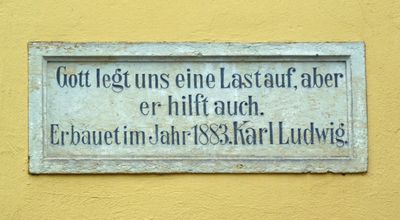 Gott legt uns eine Last auf, aber
er hilft auch.
Erbauet im Jahr 1883. Karl Ludwig.